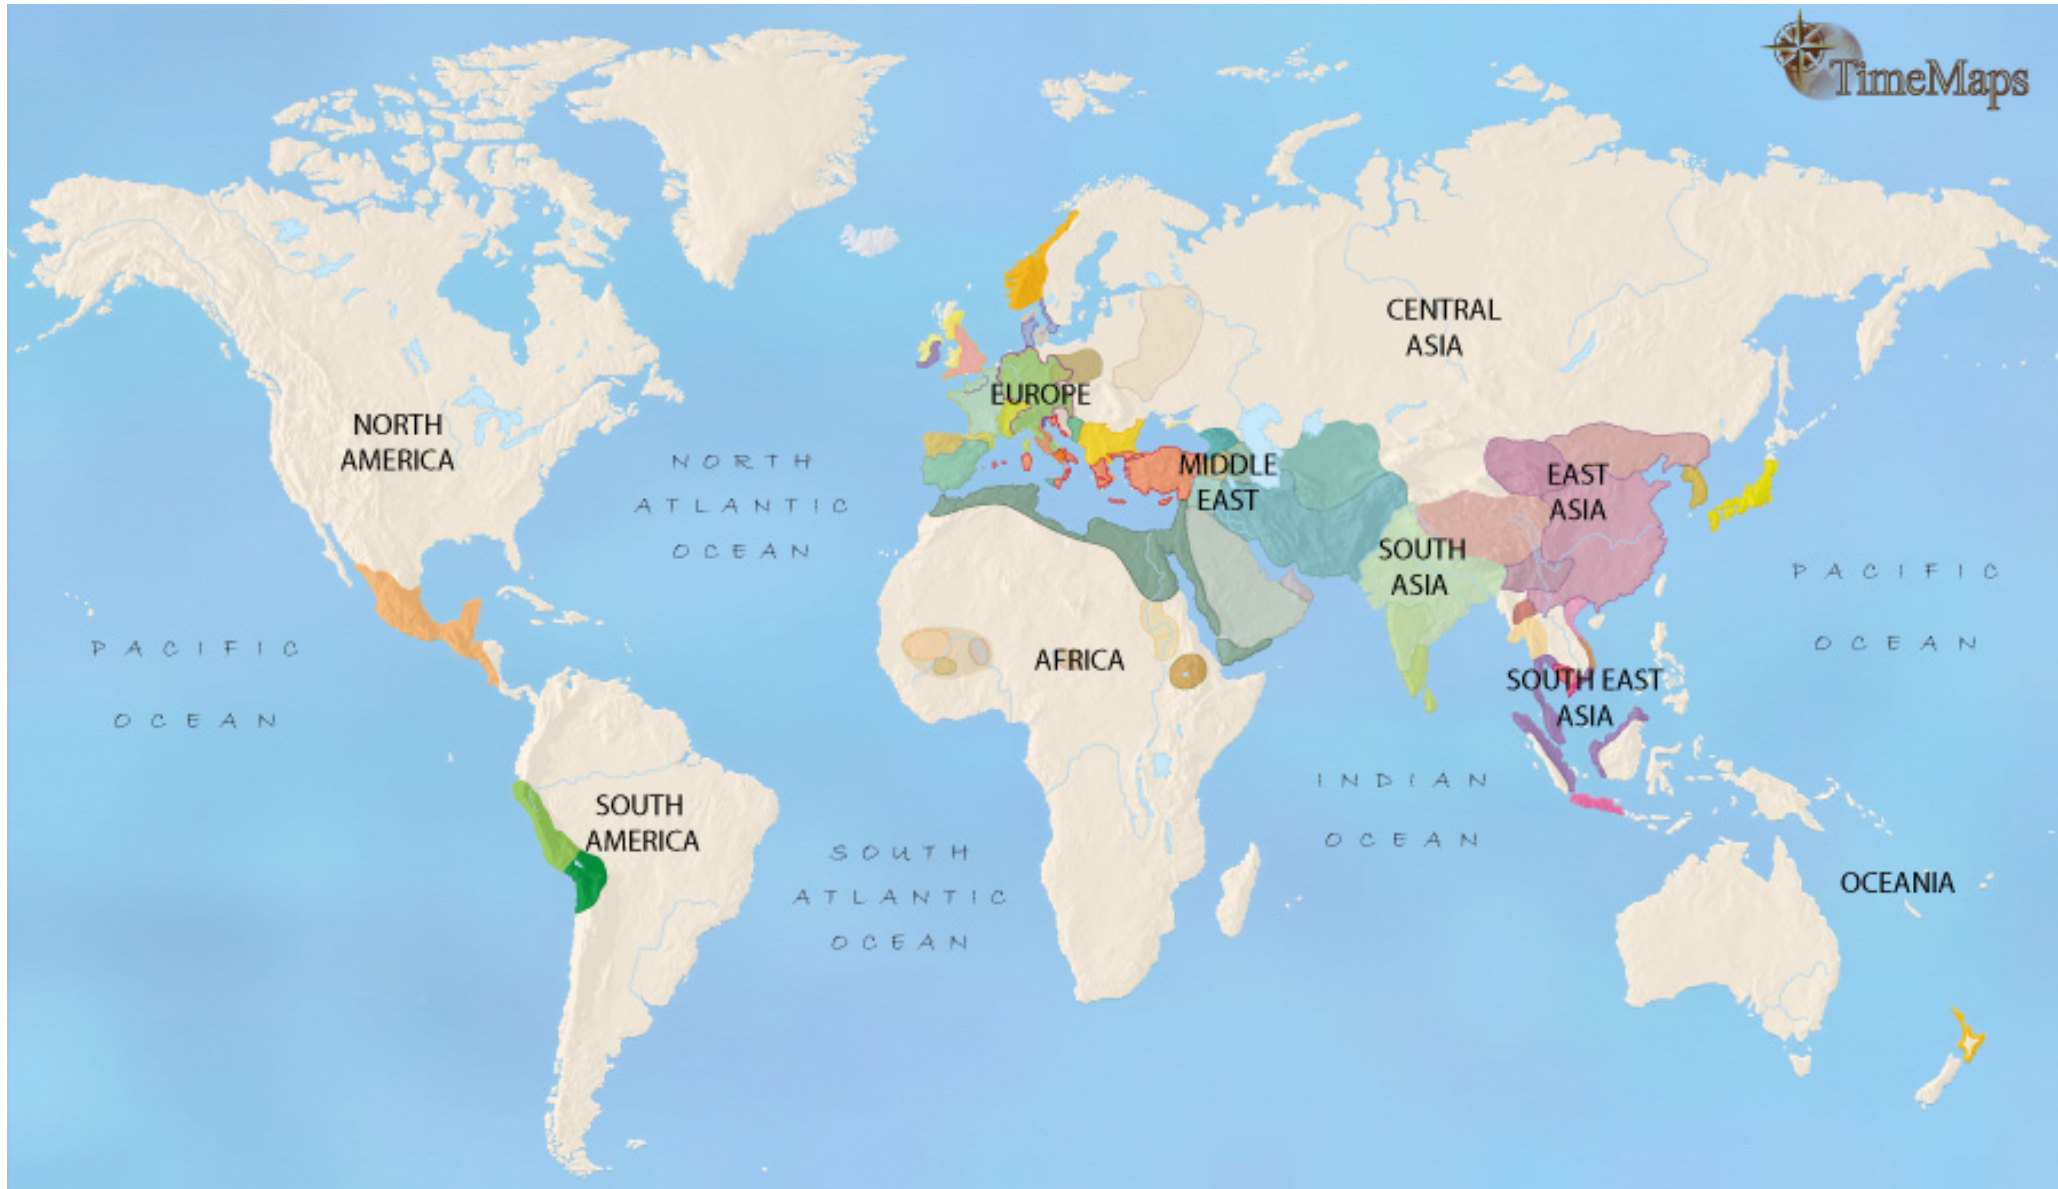 TimeMaps
CENTRAL
ASIA
EUROPE
NORTH
AMERICA
NORTH
ATLANTIC
OCEAN
MIDDLE
EAST
EAST
ASIA
SOUTH
ASIA
PACIFIC
OCEAN
PACIFIC
OCEAN
AFRICA
SOUTH EAST
ASIA
INDIAN
OCEAN
SOUTH
AMERICA
SOUTH
ATLANTIC
OCEAN
OCEANIA